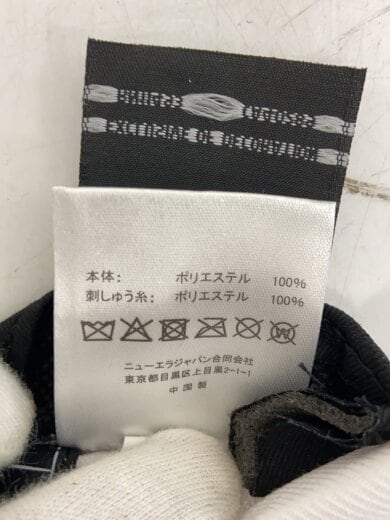 本体: ポリエステル 100%
刺しゅう糸: ポリエステル 100%
ニューエラジャパン合同会社
東京都目黒区上目黒2-1-1
中国製